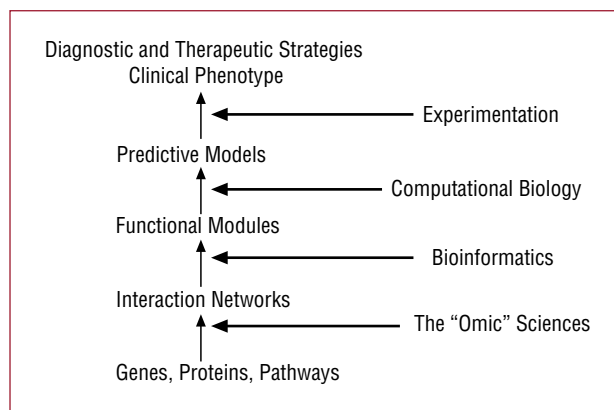 Diagnostic and Therapeutic Strategies
Clinical Phenotype
Experimentation
Predictive Models
Computational Biology
Functional Modules
Bioinformatics
Interaction Networks
The “Omic” Sciences
Genes, Proteins, Pathways